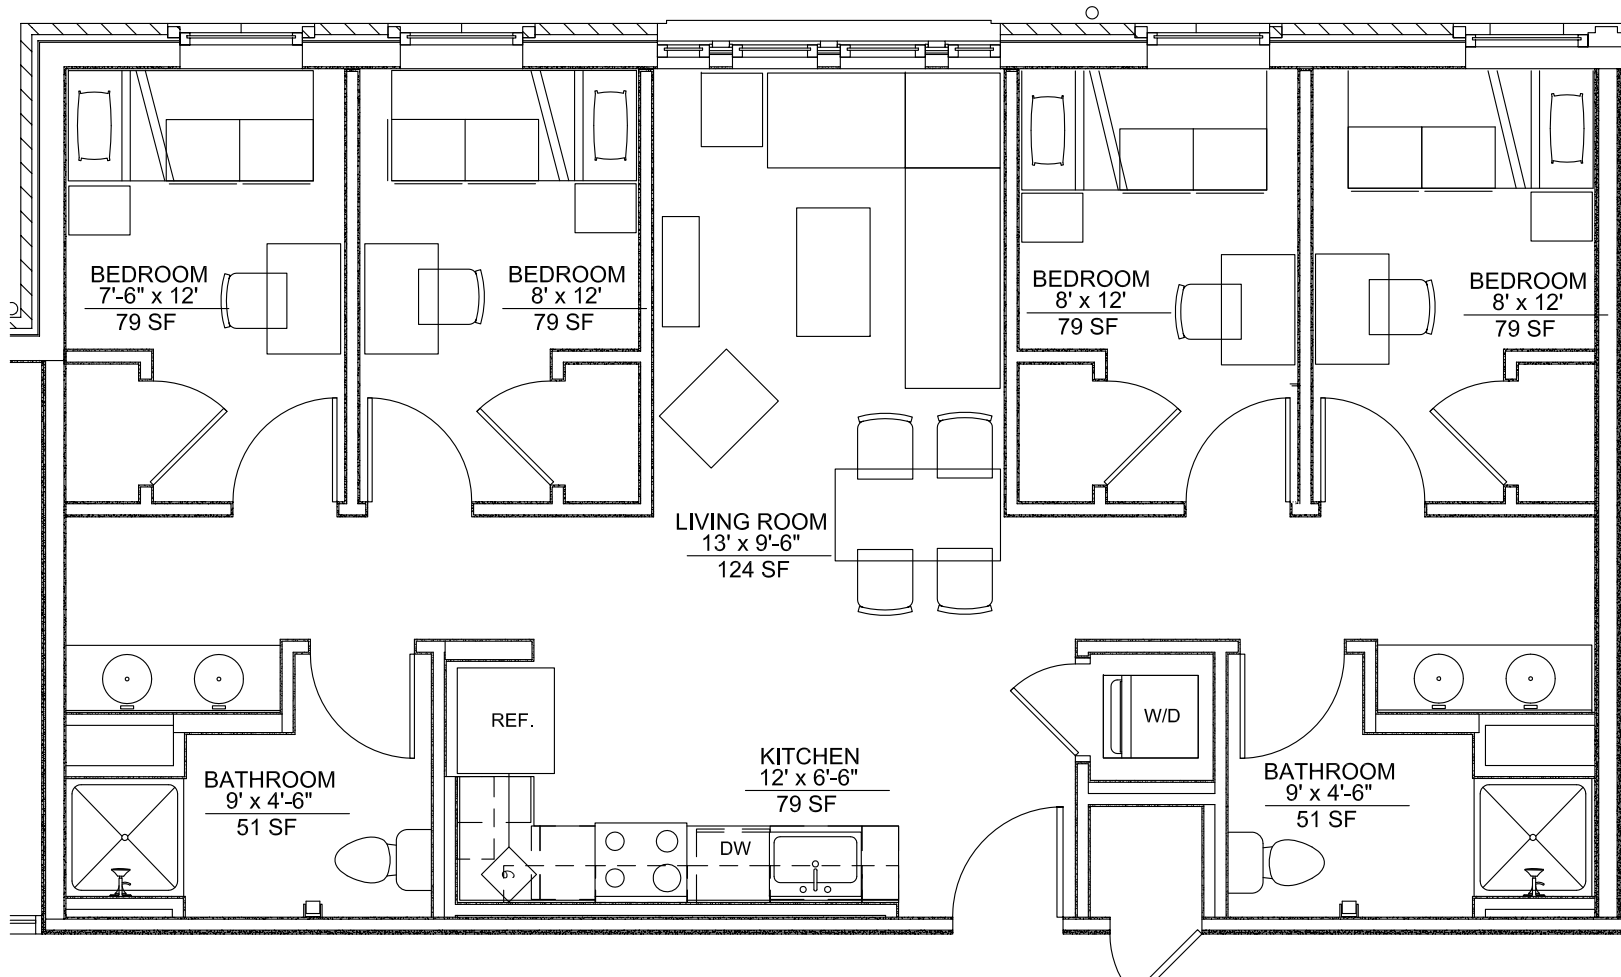 BEDROOM
7'-6" x 12'
79 SF
BEDROOM
8' x 12'
79 SF
BEDROOM
8' x 12'
79 SF
BEDROOM
8' x 12'
79 SF
LIVING ROOM
13' x 9'-6"
124 SF
REF.
W/D
KITCHEN
12' x 6'-6"
79 SF
BATHROOM
9' x 4'-6"
51 SF
BATHROOM
9' x 4'-6"
51 SF
DW